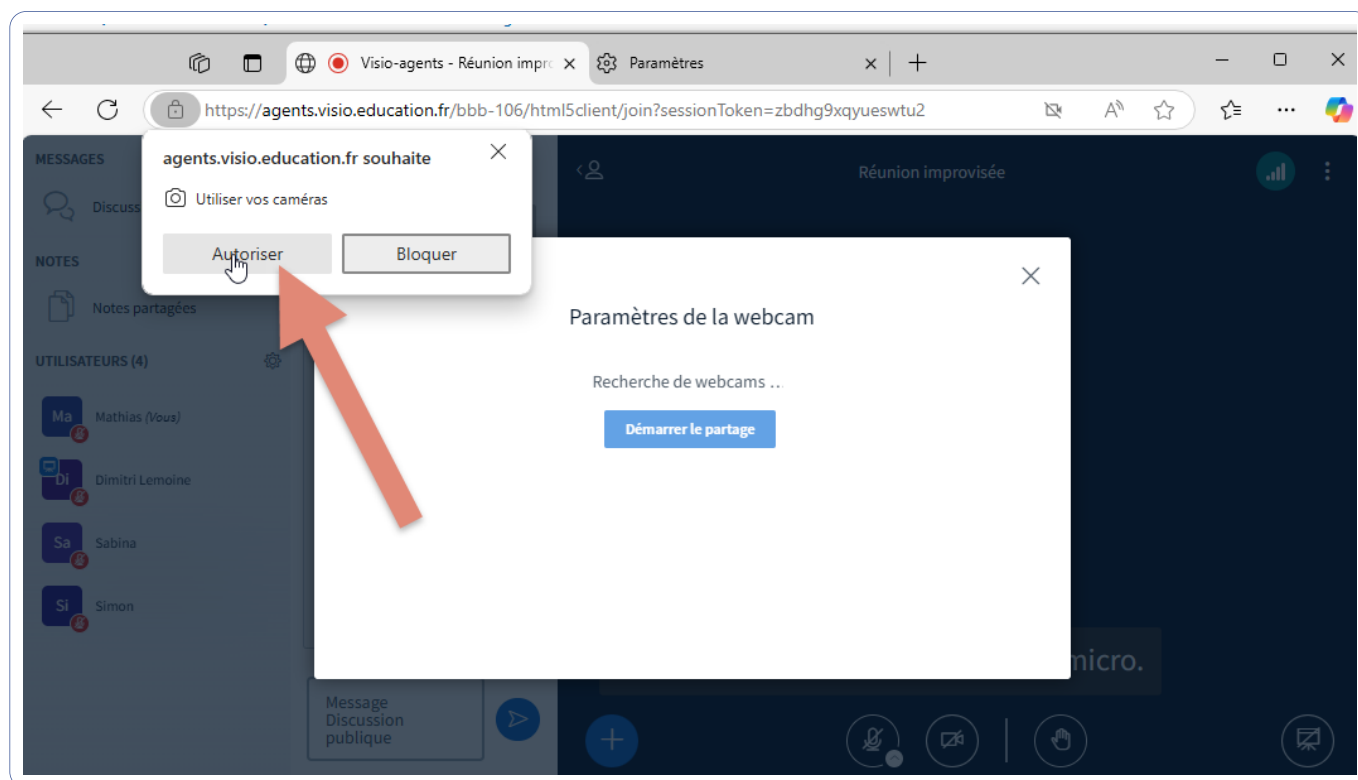 Visio-agents - Réunion impro
Paramètres
https://agents.visio.education.fr/bbb-106/html5client/join?sessionToken=zbdhg9xqyueswtu2
agents.visio.education.fr souhaite
Utiliser vos caméras
Autoriser
Bloquer
MESSAGES
Discuss
NOTES
Notes partagées
UTILISATEURS (4)
Ma
Mathias (Vous)
Di
Dimitri Lemoine
Sa
Sabina
Si
Simon
Réunion improvisée
Paramètres de la webcam
Recherche de webcams ...
Démarrer le partage
micro.
Message
Discussion
publique